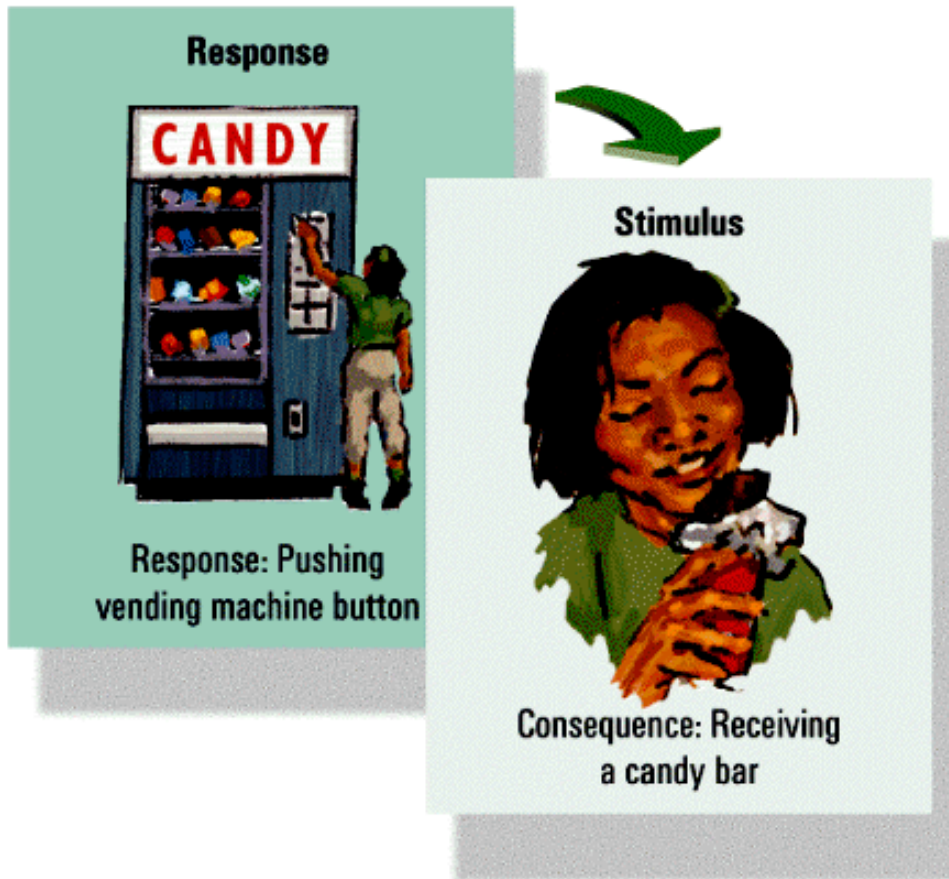 Response
CANDY
Response: Pushing
vending machine button
Stimulus
Consequence: Receiving
a candy bar